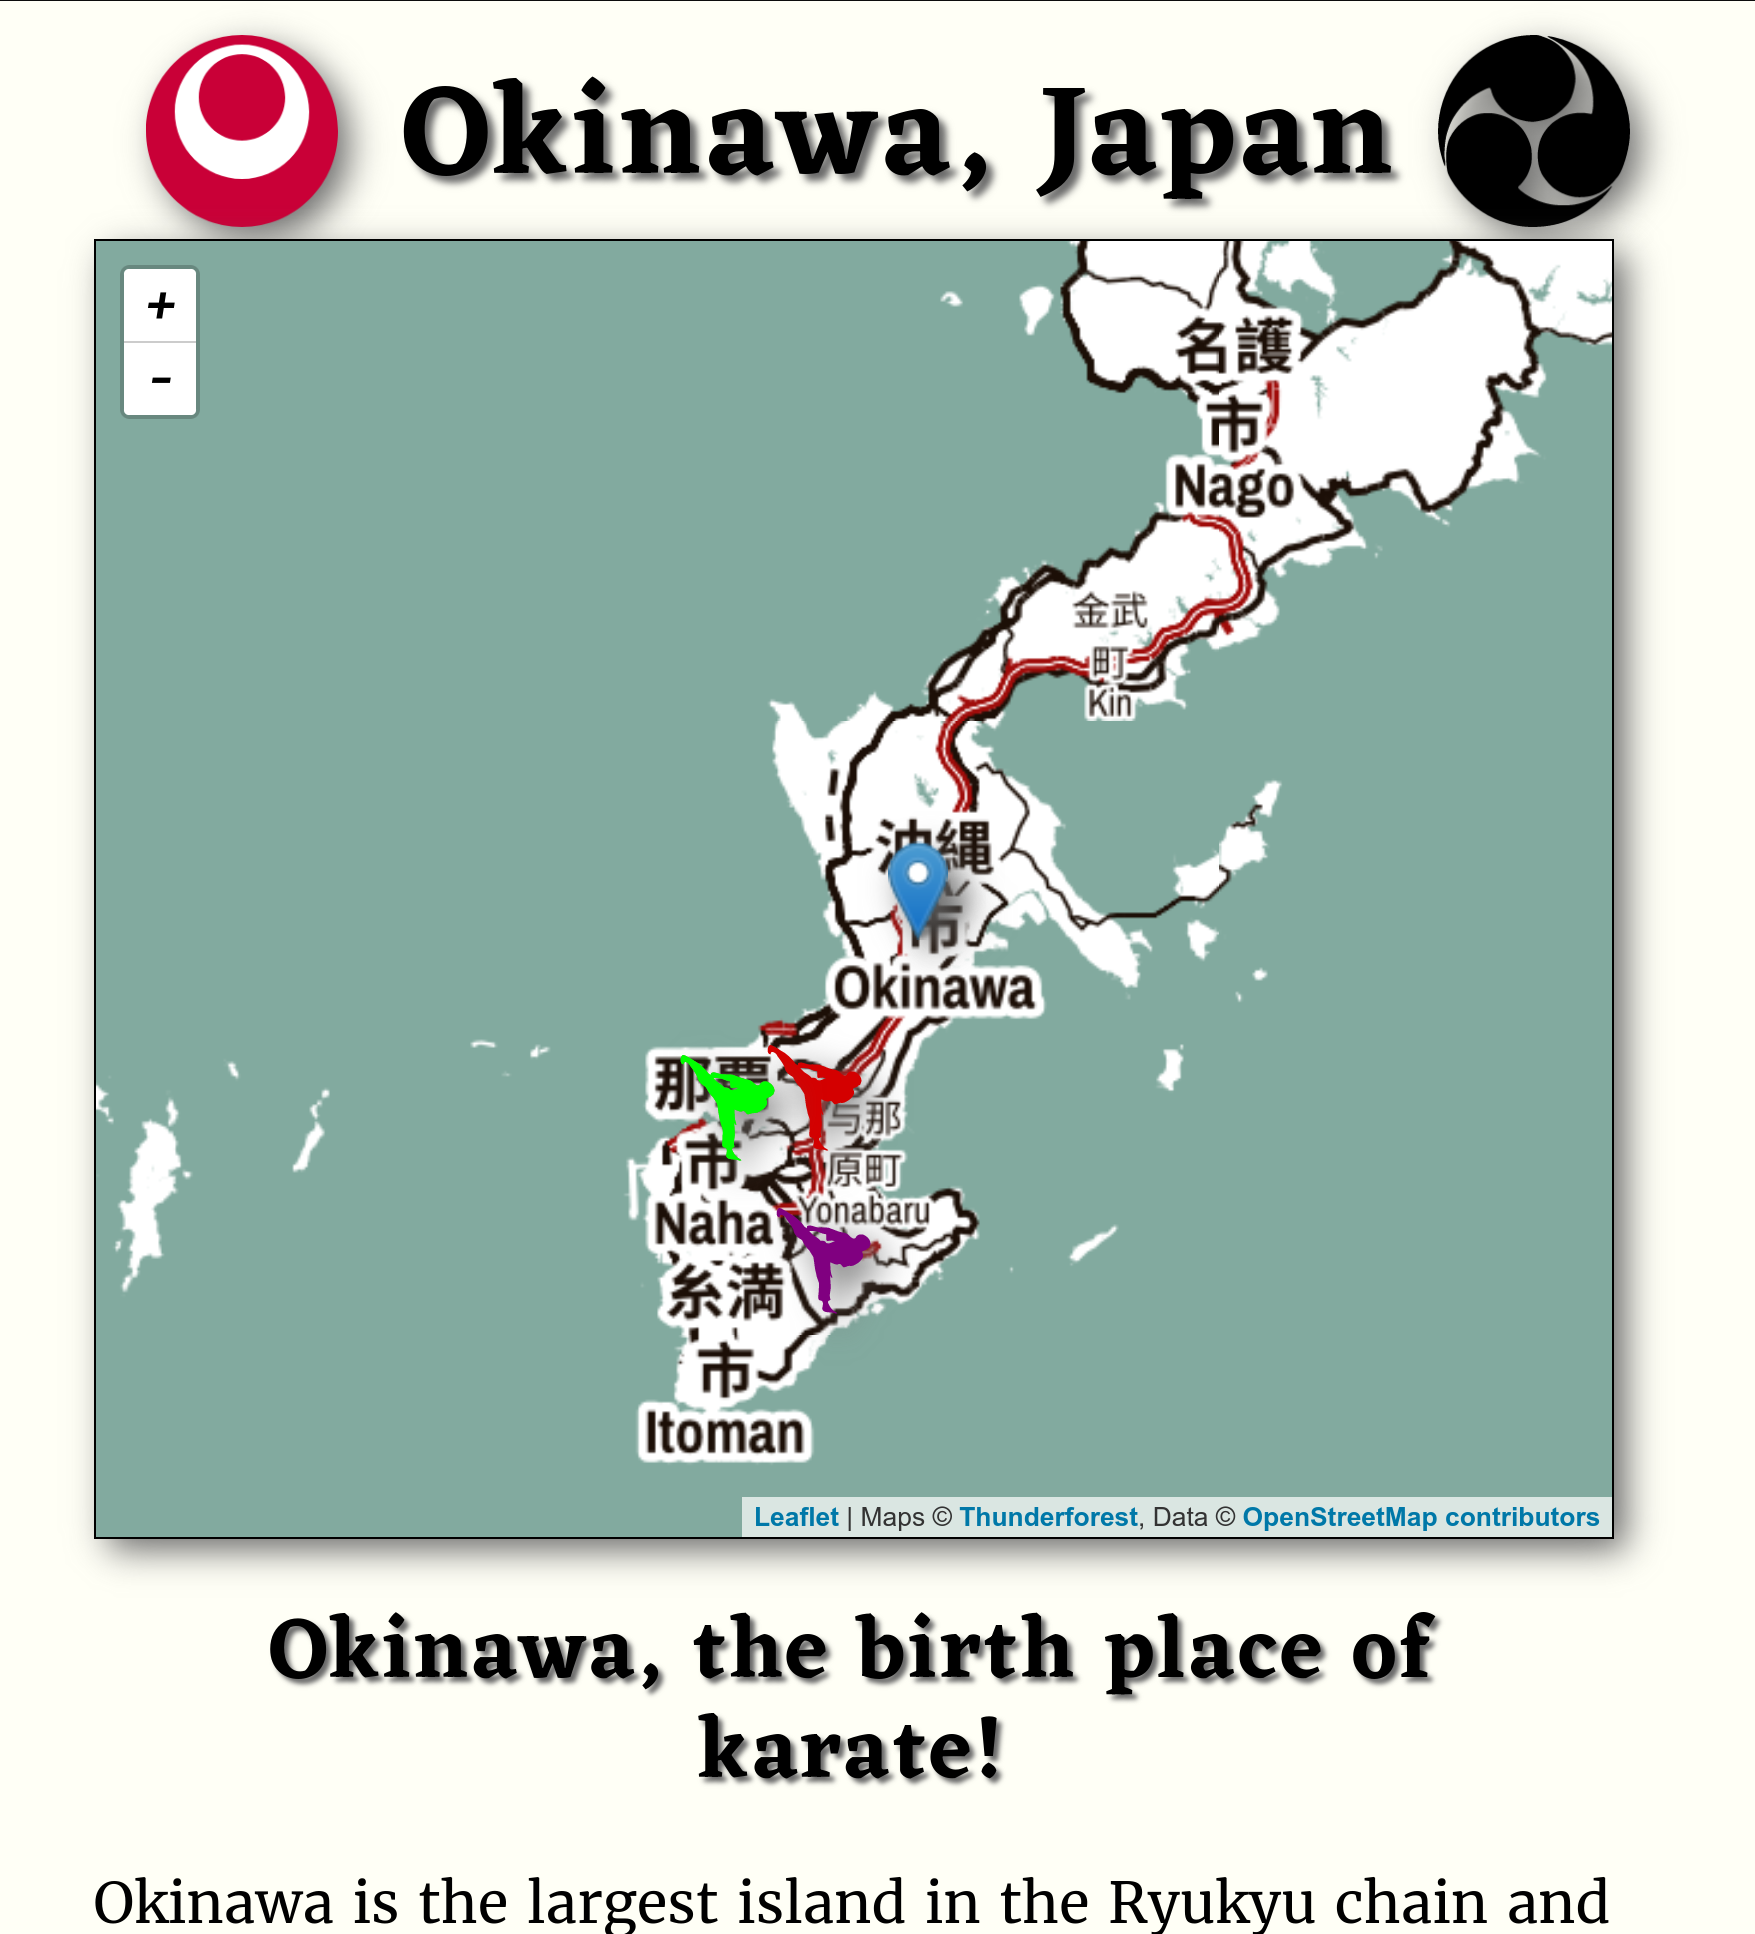 Okinawa, Japan
+
-
名護
市
Nago
金武
町
Kin
沖縄
市
Okinawa
那覇
市
Naha
与那
原町
Yonabaru
糸満
市
Itoman
Leaflet | Maps © Thunderforest, Data © OpenStreetMap contributors
Okinawa, the birth place of
karate!
Okinawa is the largest island in the Ryukyu chain and